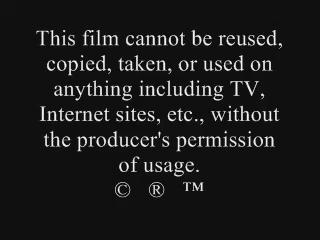 This film cannot be reused,
copied, taken, or used on
anything including TV,
Internet sites, etc., without
the producer's permission
of usage.
© ® ™